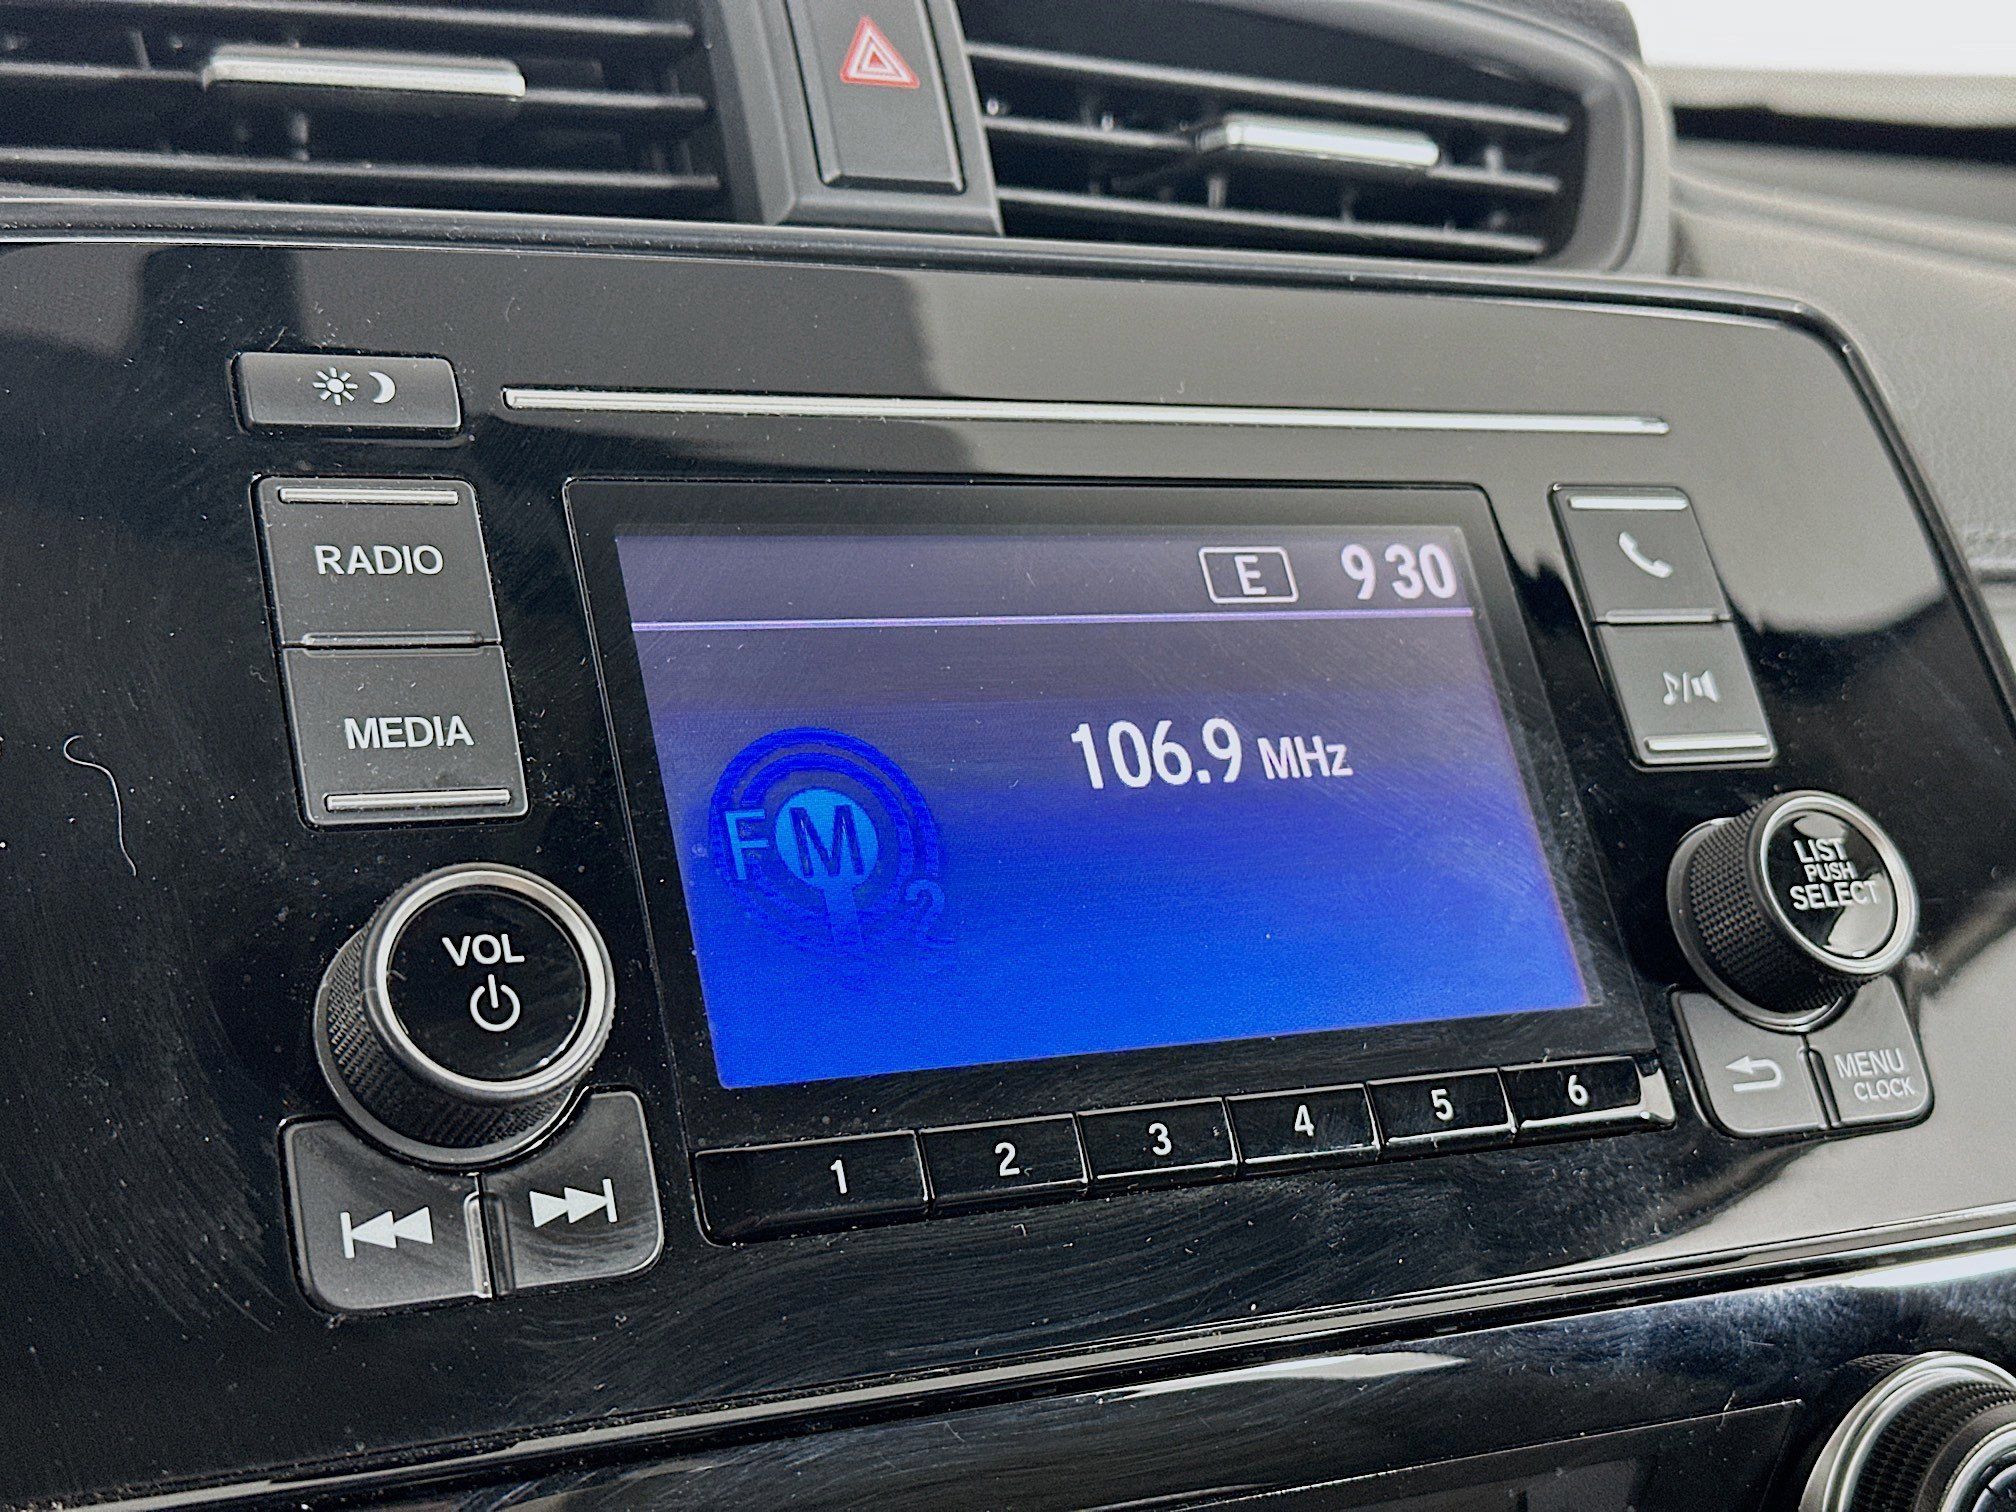 E 9 30
RADIO
MEDIA
106.9 MHz
FM
2
VOL
LIST
PUSH
SELECT
MENU
CLOCK
1 2 3 4 5 6